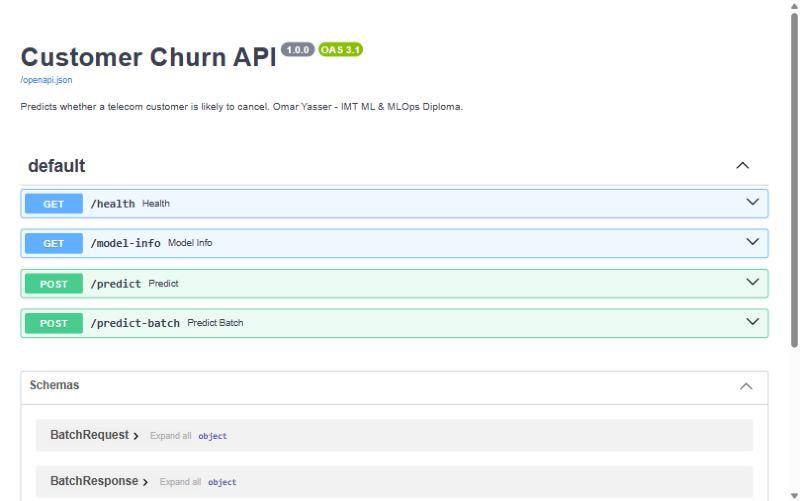 Customer Churn API 1.0.0 OAS 3.1
/openapi.json
Predicts whether a telecom customer is likely to cancel. Omar Yasser - IMT ML & MLOps Diploma.
default
GET /health Health
GET /model-info Model Info
POST /predict Predict
POST /predict-batch Predict Batch
Schemas
BatchRequest Expand all object
BatchResponse Expand all object